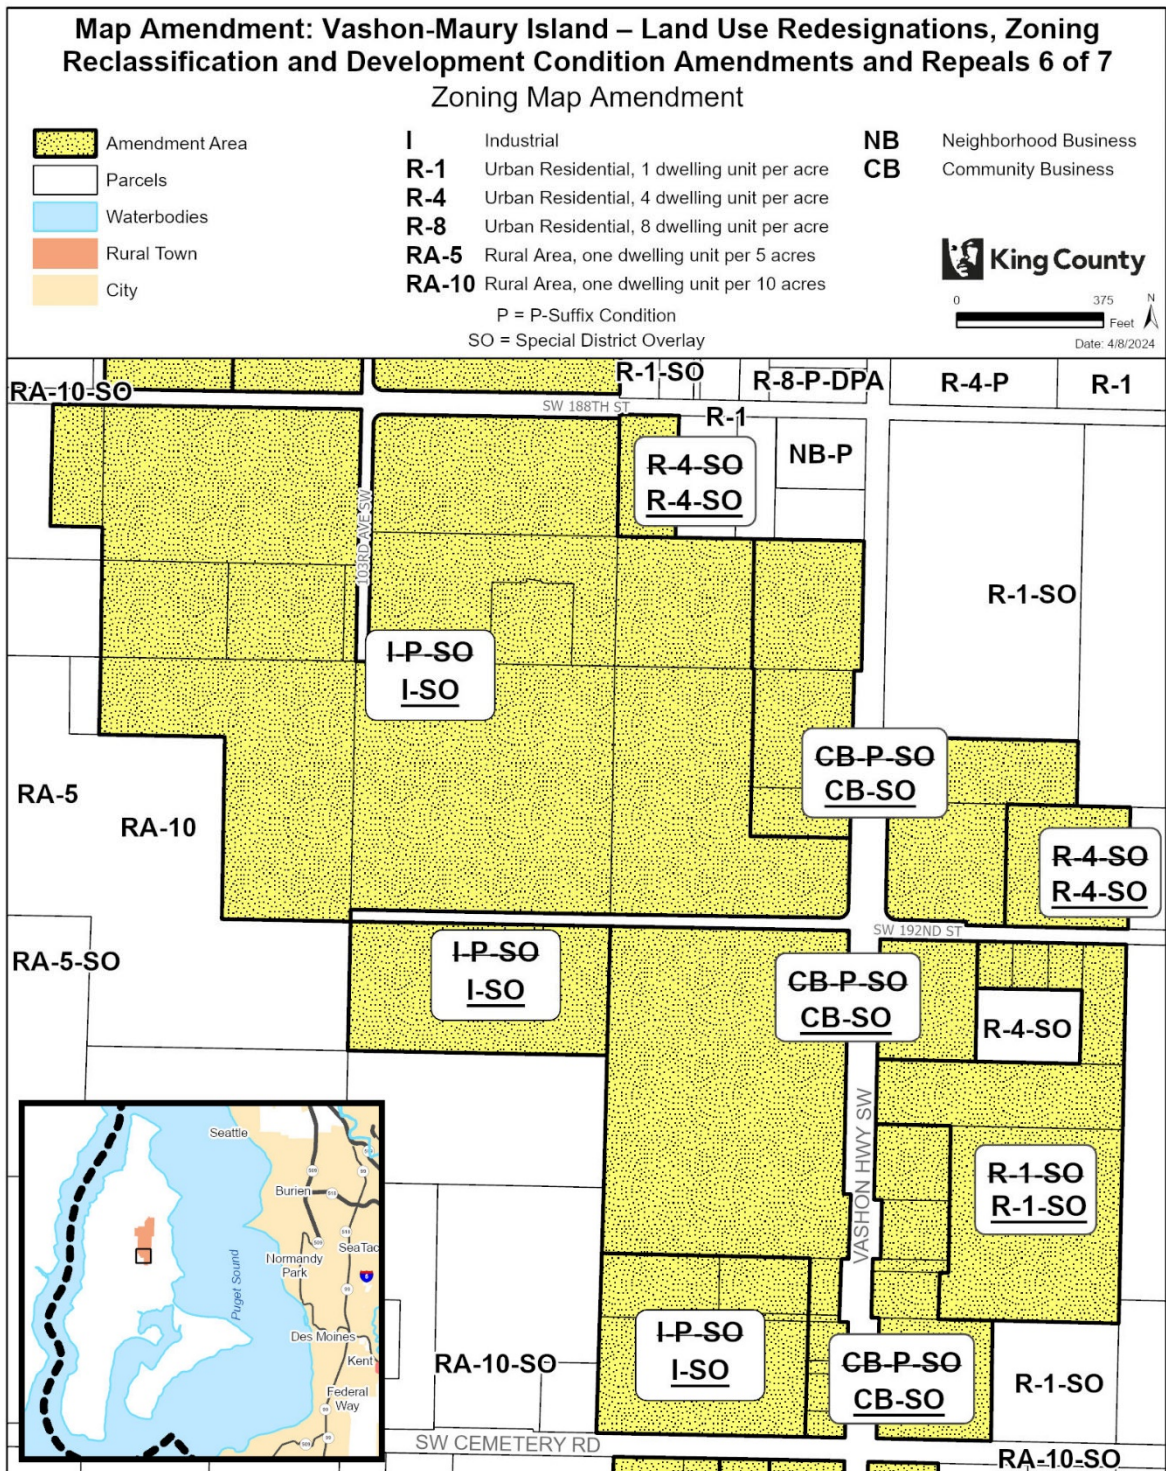 Map Amendment: Vashon-Maury Island – Land Use Redesignations, Zoning
Reclassification and Development Condition Amendments and Repeals 6 of 7
Zoning Map Amendment
Amendment Area
Parcels
Waterbodies
Rural Town
City
I Industrial
R-1 Urban Residential, 1 dwelling unit per acre
R-4 Urban Residential, 4 dwelling unit per acre
R-8 Urban Residential, 8 dwelling unit per acre
RA-5 Rural Area, one dwelling unit per 5 acres
RA-10 Rural Area, one dwelling unit per 10 acres
P = P-Suffix Condition
SO = Special District Overlay
NB Neighborhood Business
CB Community Business
King County
0 375
Feet
N
Date: 4/8/2024
RA-10-SO
R-1-SO
R-8-P-DPA
R-4-P
R-1
SW 188TH ST
R-1
NB-P
R-4-SO
R-4-SO
103RD AVE SW
R-1-SO
I-P-SO
I-SO
CB-P-SO
CB-SO
RA-5
RA-10
R-4-SO
R-4-SO
SW 192ND ST
RA-5-SO
I-P-SO
I-SO
CB-P-SO
CB-SO
R-4-SO
VASHON HWY SW
R-1-SO
R-1-SO
Seattle
Burien
509
518
99
Normandy
Park
SeaTac
Puget Sound
Des Moines
Kent
Federal
Way
RA-10-SO
I-P-SO
I-SO
CB-P-SO
CB-SO
R-1-SO
SW CEMETERY RD
RA-10-SO